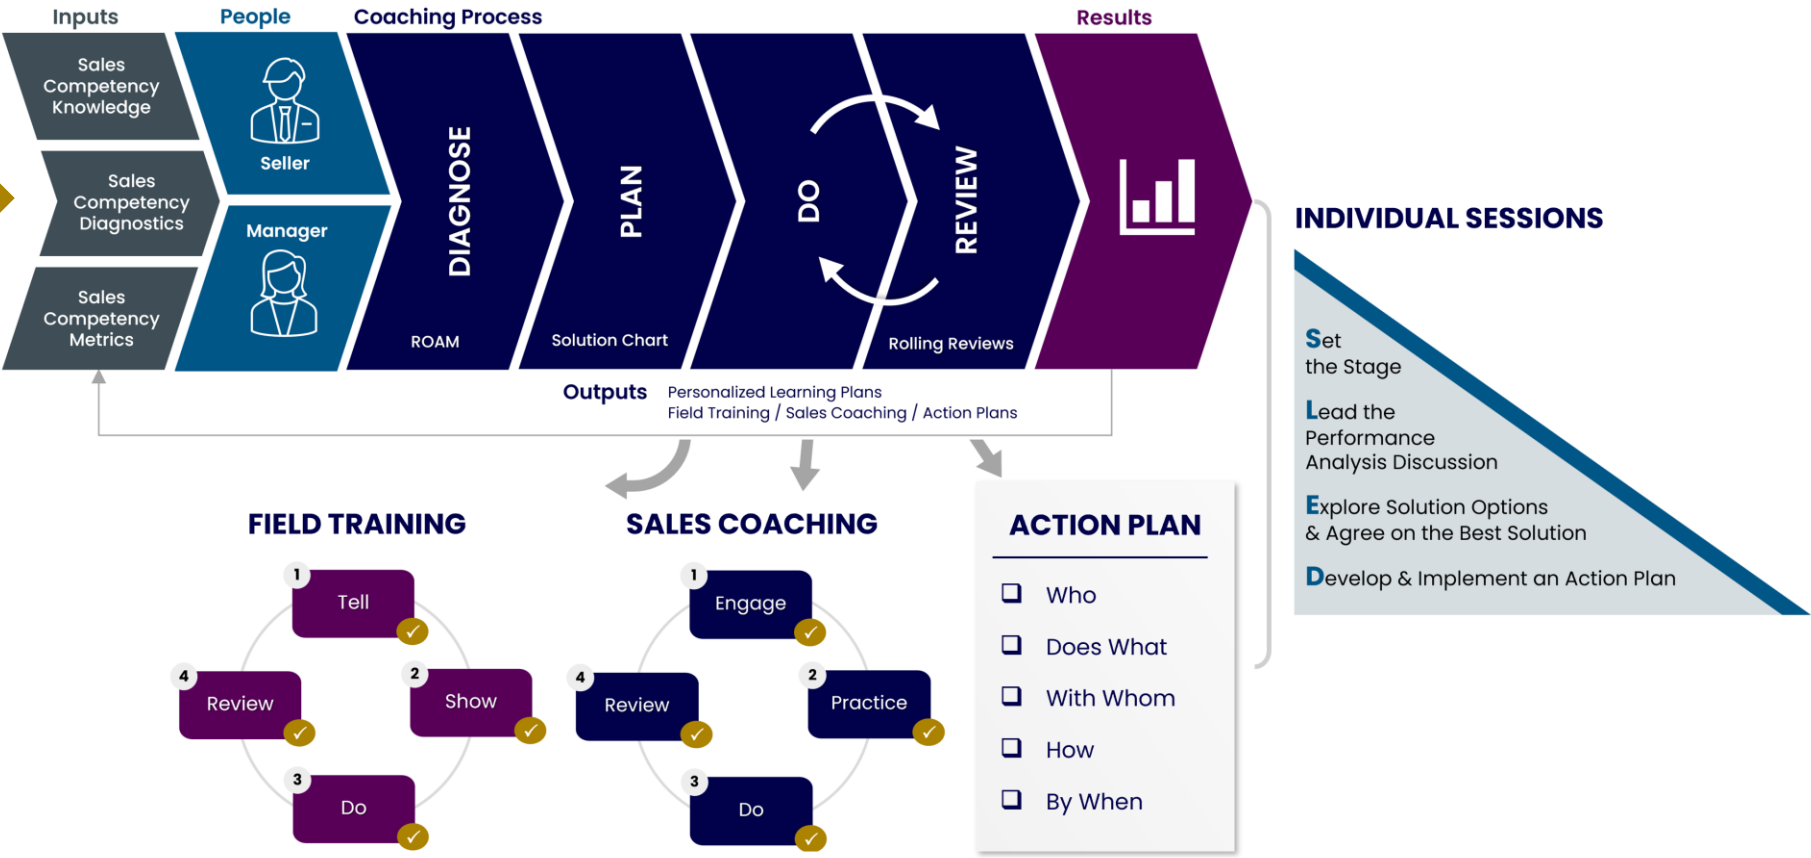 Inputs
People
Coaching Process
Results
Sales
Competency
Knowledge
Sales
Competency
Diagnostics
Sales
Competency
Metrics
Seller
Manager
DIAGNOSE
ROAM
PLAN
Solution Chart
DO
REVIEW
Rolling Reviews
Outputs
Personalized Learning Plans
Field Training / Sales Coaching / Action Plans
INDIVIDUAL SESSIONS
Set
the Stage
Lead the
Performance
Analysis Discussion
Explore Solution Options
& Agree on the Best Solution
Develop & Implement an Action Plan
FIELD TRAINING
1
Tell
2
Show
3
Do
4
Review
SALES COACHING
1
Engage
2
Practice
3
Do
4
Review
ACTION PLAN
Who
Does What
With Whom
How
By When